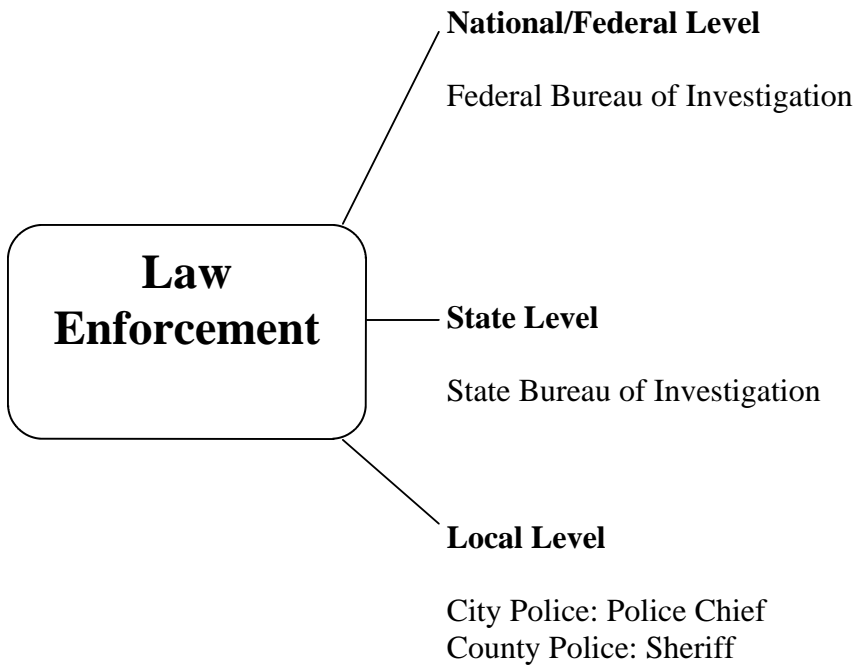 National/Federal Level
Federal Bureau of Investigation
Law
Enforcement
State Level
State Bureau of Investigation
Local Level
City Police: Police Chief
County Police: Sheriff